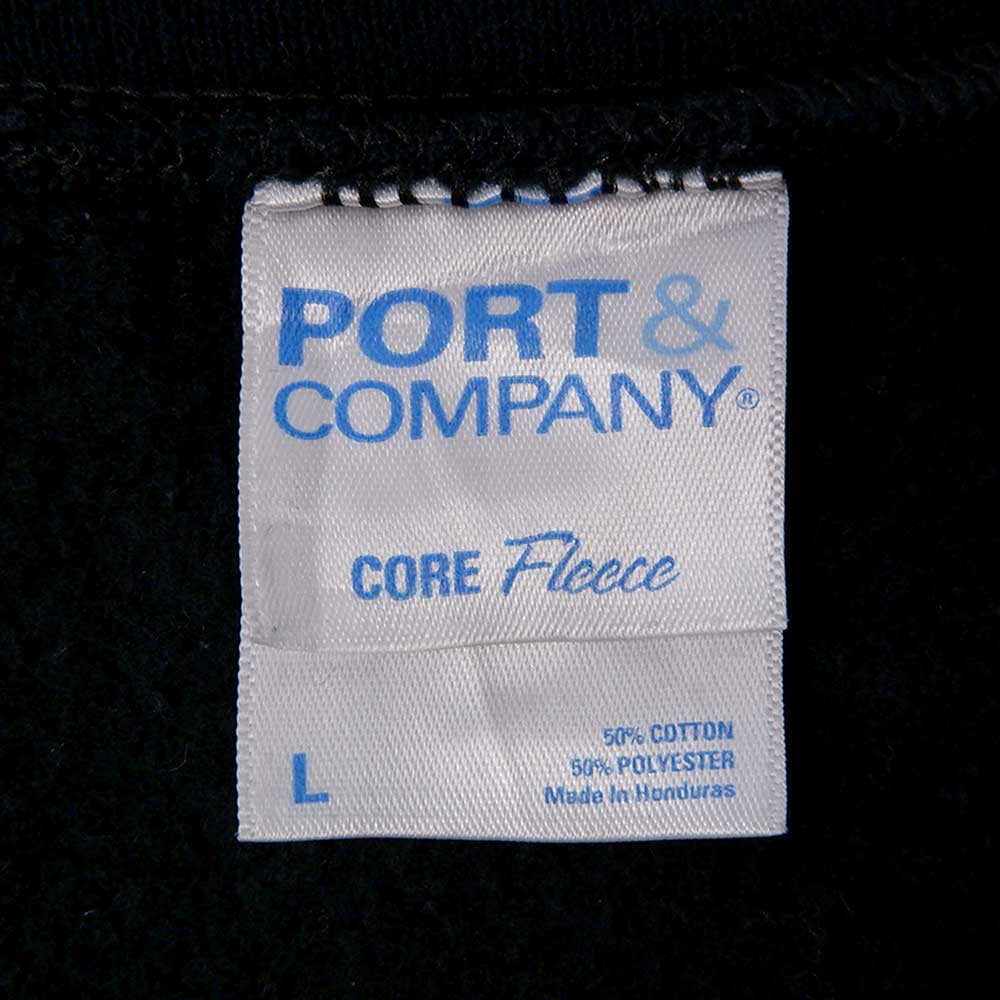 PORT &
COMPANY®
CORE Fleece
L
50% COTTON
50% POLYESTER
Made In Honduras